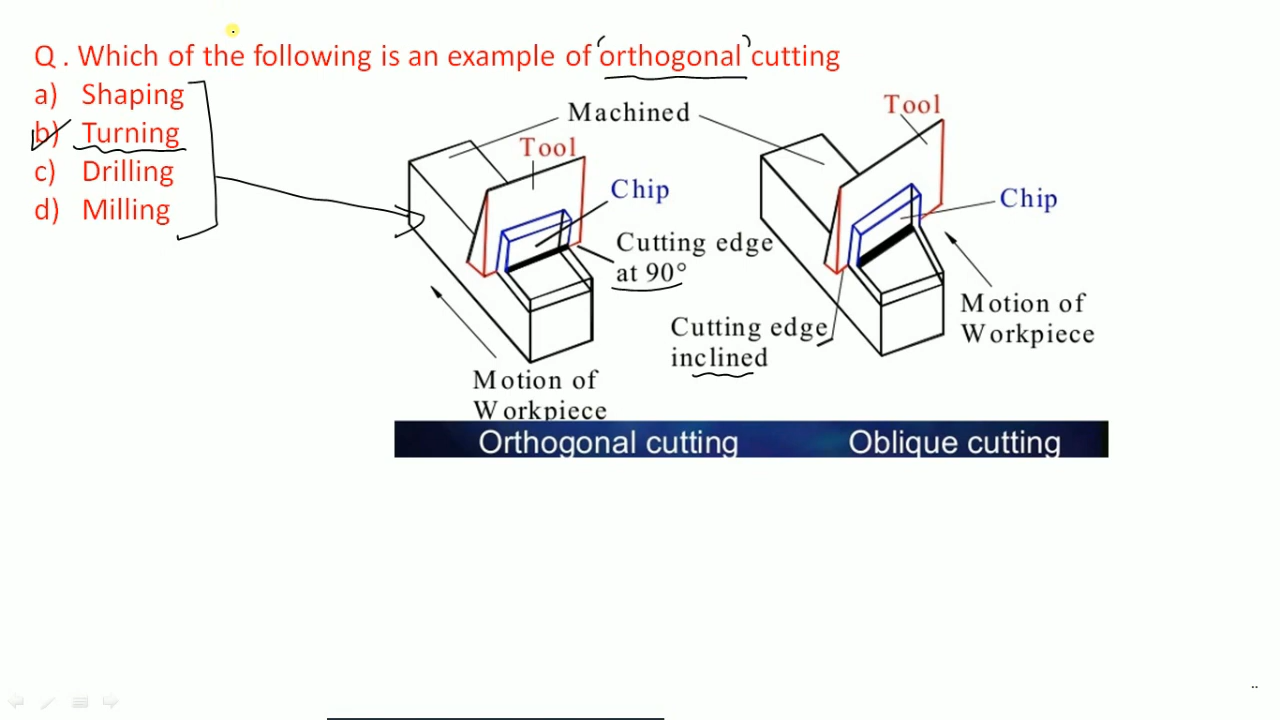 Q . Which of the following is an example of ‘orthogonal’ cutting
a) Shaping
b) Turning
c) Drilling
d) Milling
Machined
Tool
Chip
Cutting edge
at 90°
Motion of
Workpiece
Tool
Chip
Cutting edge
inclined
Motion of
Workpiece
Orthogonal cutting
Oblique cutting